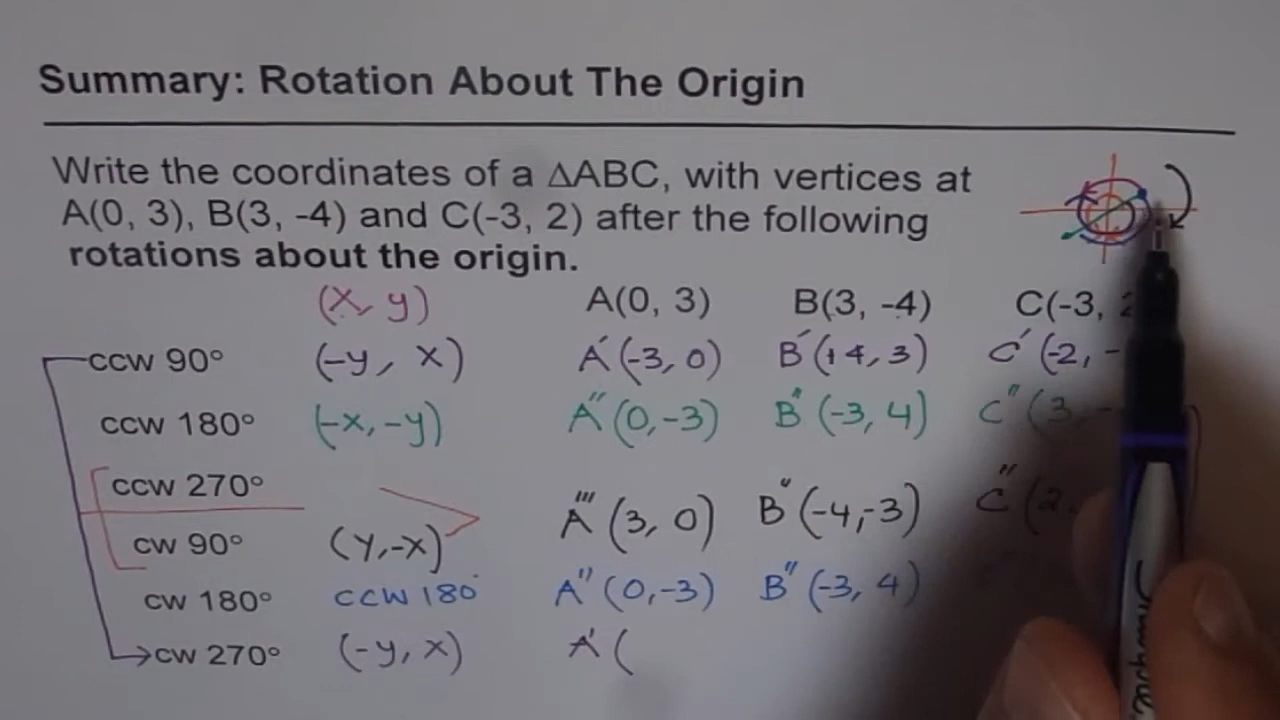 Summary: Rotation About The Origin
Write the coordinates of a ΔABC, with vertices at
A(0, 3), B(3, -4) and C(-3, 2) after the following
rotations about the origin.
(x, y) A(0, 3) B(3, -4) C(-3,
ccw 90° (-y, x) A'(-3, 0) B'(+4, 3) C'(-2, -
ccw 180° (-x, -y) A''(0, -3) B''(-3, 4) C''(3, -
ccw 270°
cw 90° (y, -x) A'''(3, 0) B''(-4, -3) C''(2,
cw 180° CCW 180° A''(0, -3) B''(-3, 4)
cw 270° (-y, x) A'(